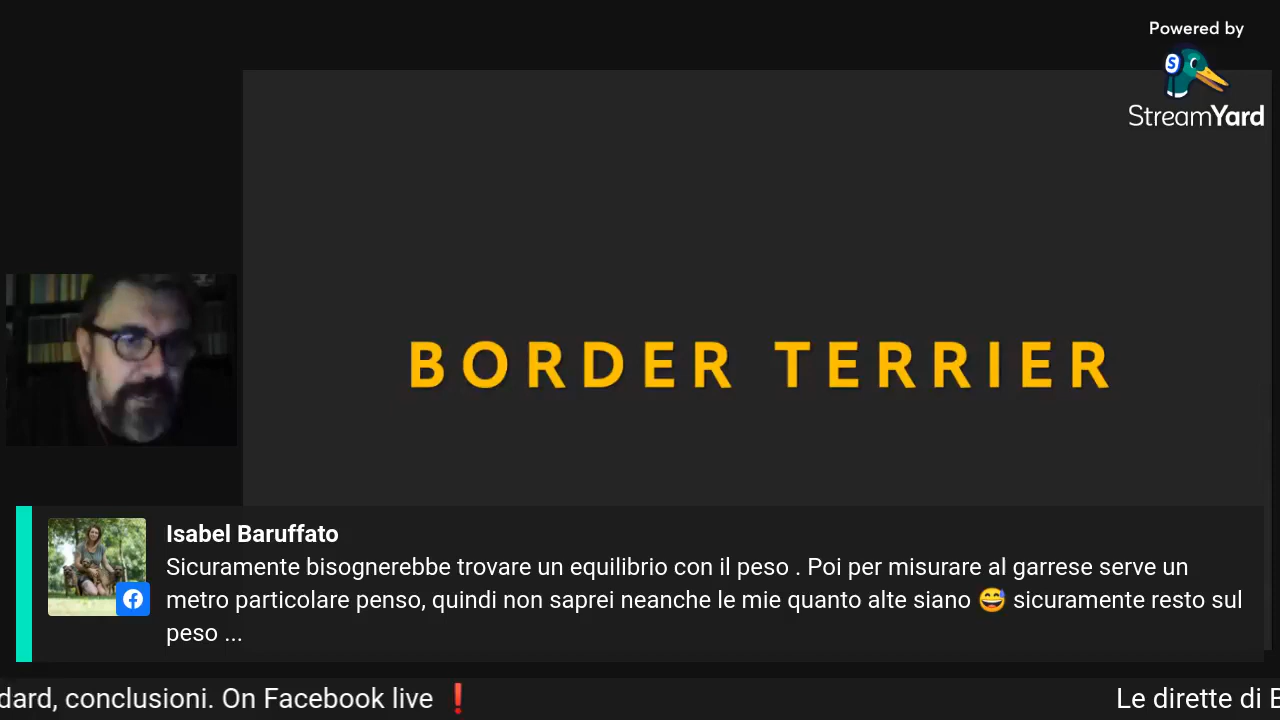 Powered by
StreamYard
BORDER TERRIER
Isabel Baruffato
Sicuramente bisognerebbe trovare un equilibrio con il peso . Poi per misurare al garrese serve un
metro particolare penso, quindi non saprei neanche le mie quanto alte siano 😅 sicuramente resto sul
peso ...
dard, conclusioni. On Facebook live ❗
Le dirette di B